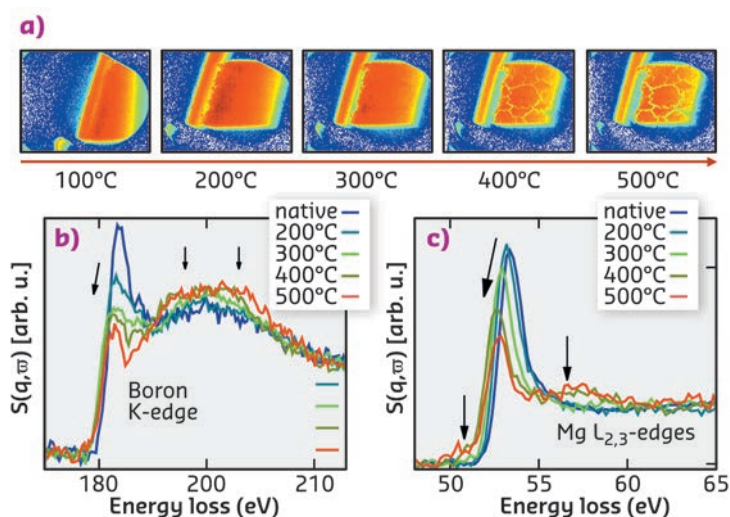 a)
100°C 200°C 300°C 400°C 500°C
b)
native
200°C
300°C
400°C
500°C
S(q,ϖ) [arb. u.]
Boron
K-edge
180 190 200 210
Energy loss (eV)
c)
native
200°C
300°C
400°C
500°C
S(q,ϖ) [arb. u.]
Mg L2,3-edges
50 55 60 65
Energy loss (eV)